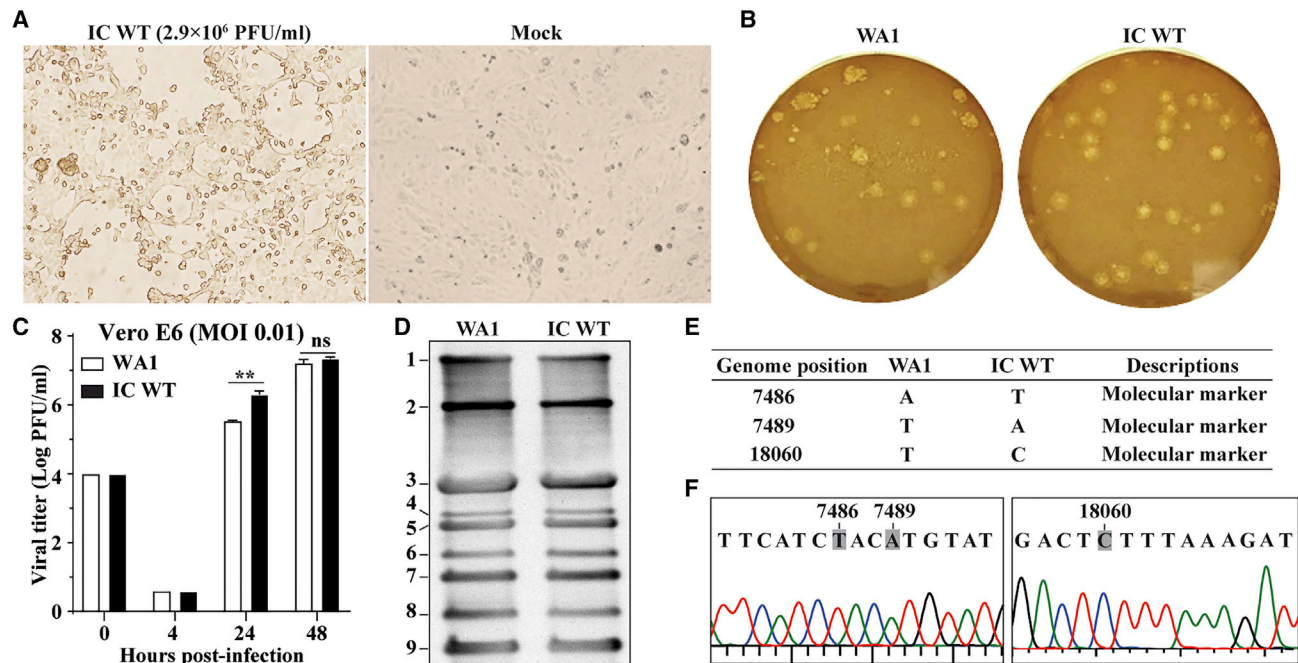 A
IC WT (2.9×10⁶ PFU/ml)
Mock
B
WA1
IC WT
C
Vero E6 (MOI 0.01)
WA1
IC WT
**
ns
Viral titer (Log PFU/ml)
8
6
4
2
0
0 4 24 48
Hours post-infection
D
WA1 IC WT
1
2
3
4
5
6
7
8
9
E
Genome position WA1 IC WT Descriptions
7486 A T Molecular marker
7489 T A Molecular marker
18060 T C Molecular marker
F
7486 7489
T T C A T C T A C A T G T A T
18060
G A C T C T T T A A A G A T